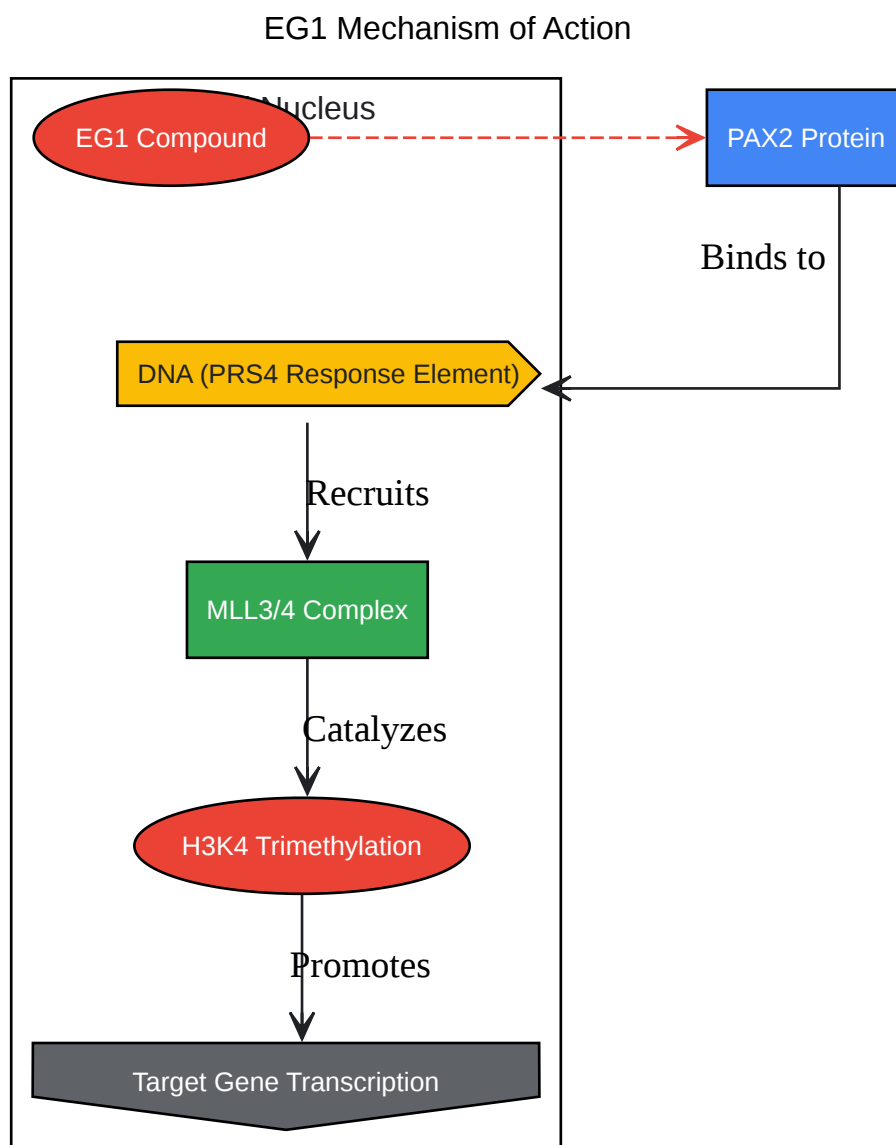 EG1 Mechanism of Action
Nucleus
EG1 Compound
PAX2 Protein
Binds to
DNA (PRS4 Response Element)
Recruits
MLL3/4 Complex
Catalyzes
H3K4 Trimethylation
Promotes
Target Gene Transcription